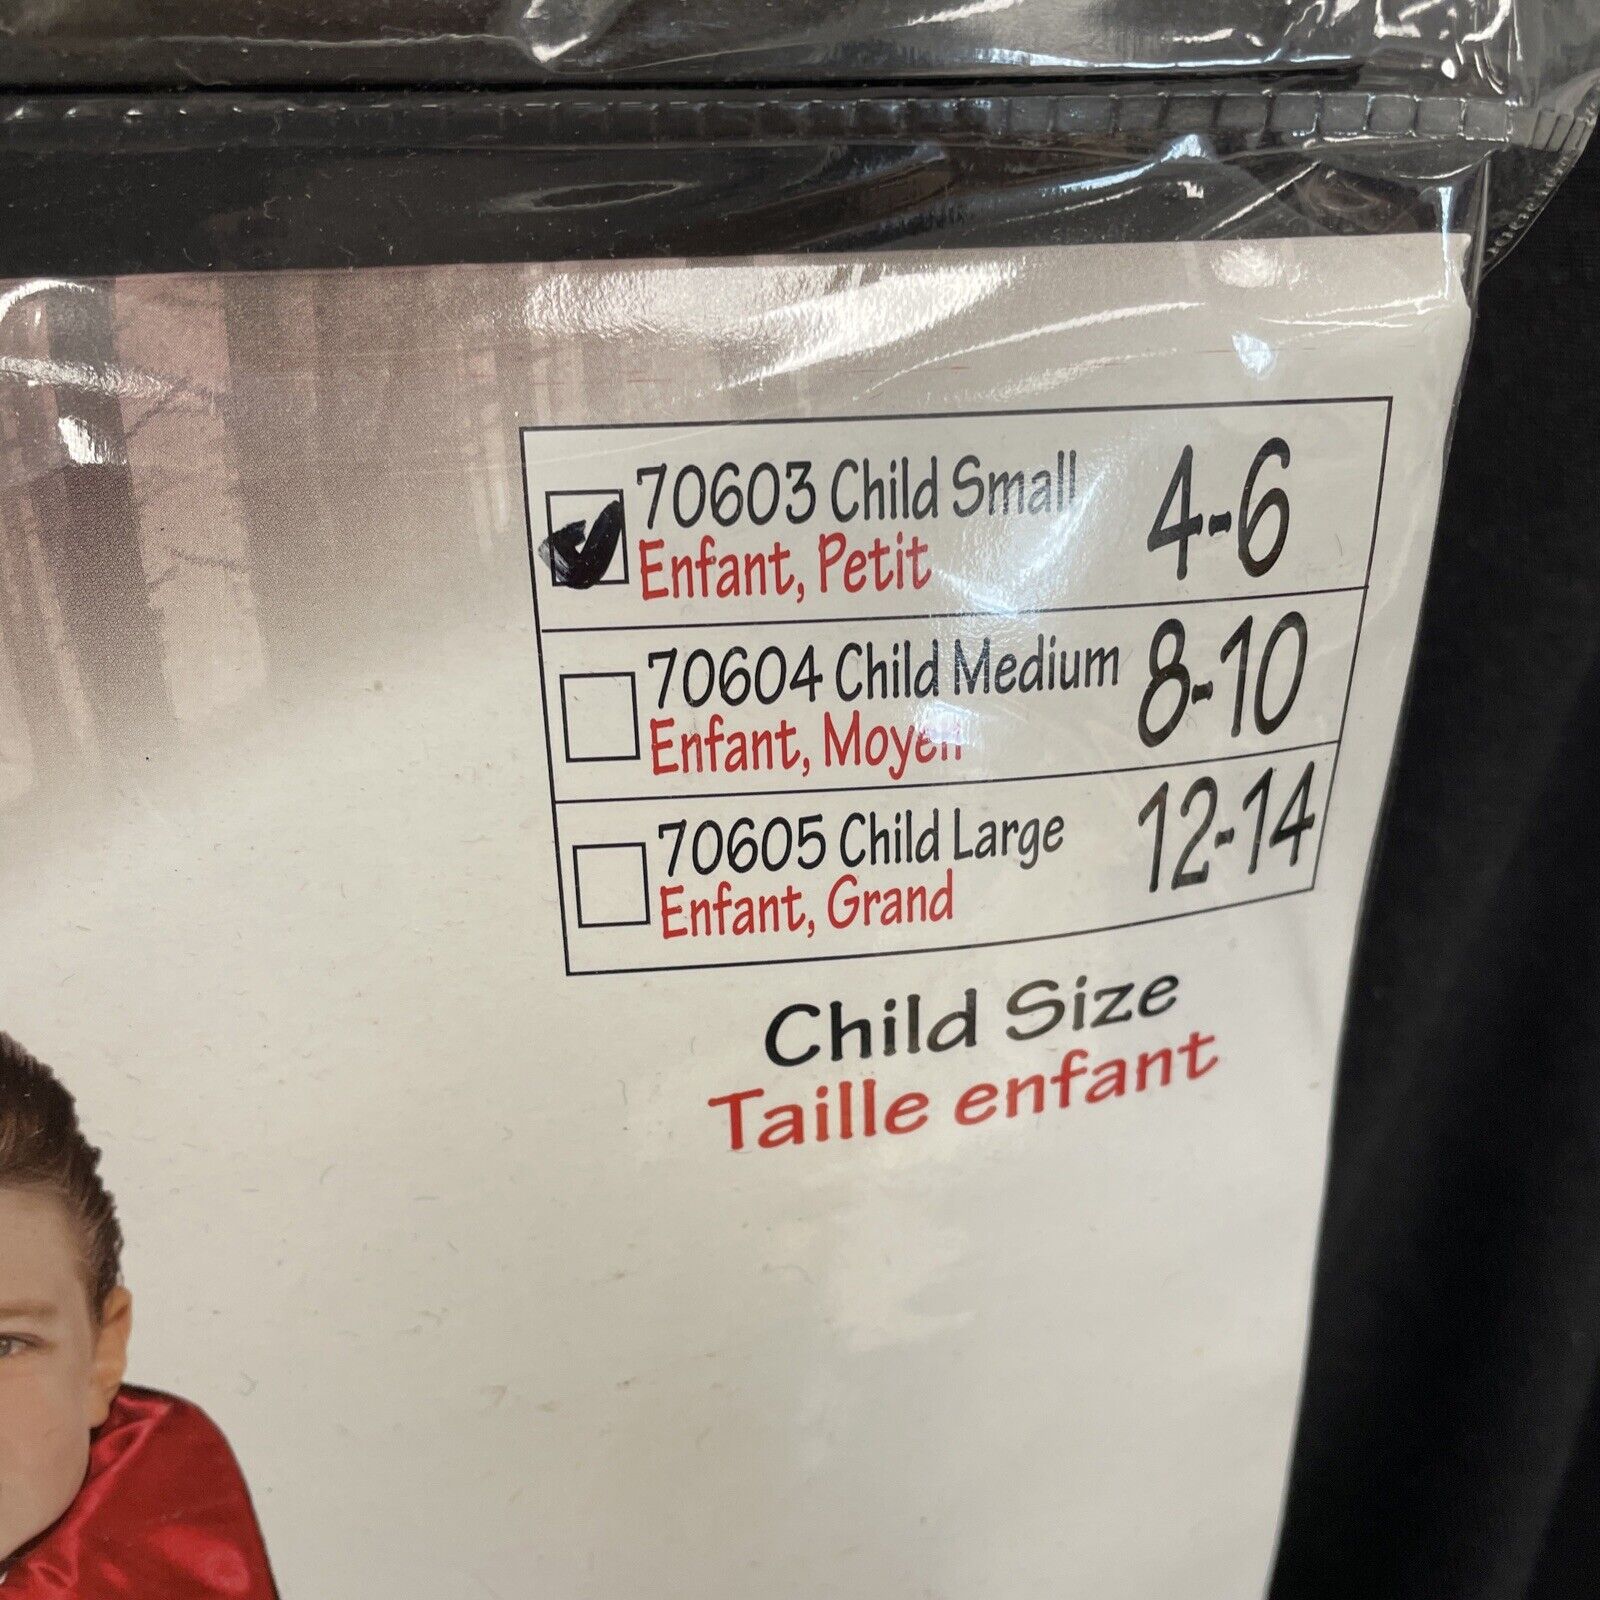 70603 Child Small 4-6
Enfant, Petit
70604 Child Medium 8-10
Enfant, Moyen
70605 Child Large 12-14
Enfant, Grand
Child Size
Taille enfant